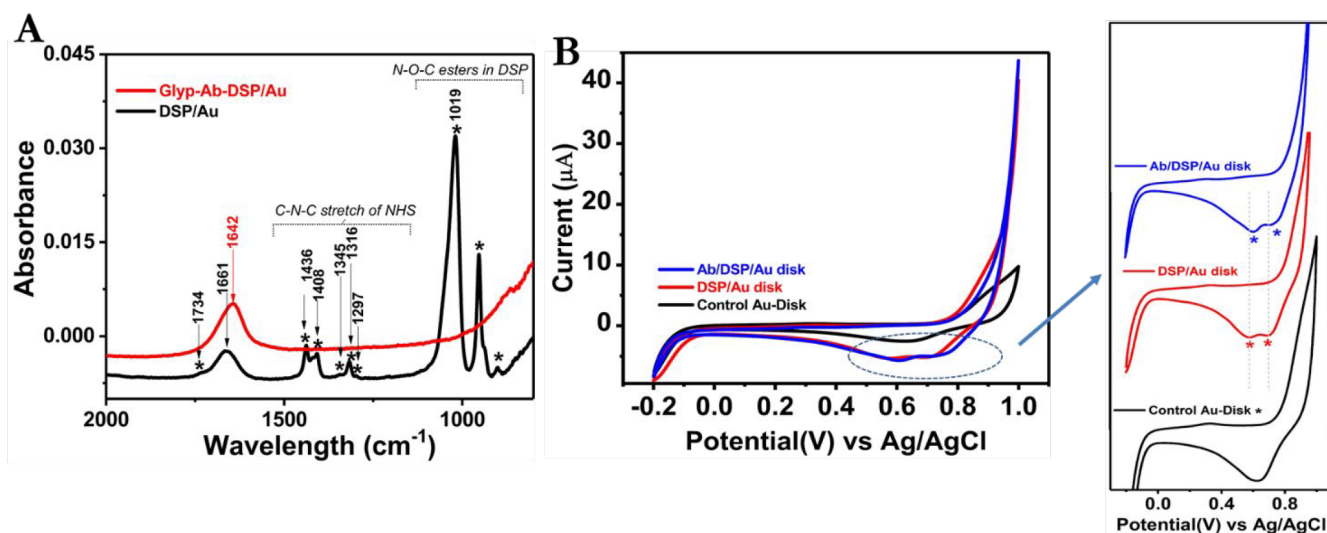 A
0.045
0.030
0.015
0.000
Absorbance
Glyp-Ab-DSP/Au
DSP/Au
N-O-C esters in DSP
* 1019
C-N-C stretch of NHS
1734
*
1661
1642
1436
*
1408
*
1345
*
1316
*
1297
*
*
*
2000
1500
1000
Wavelength (cm-1)
B
40
30
20
10
0
Current (μA)
Ab/DSP/Au disk
DSP/Au disk
Control Au-Disk
-0.2
0.0
0.2
0.4
0.6
0.8
1.0
Potential(V) vs Ag/AgCl
Ab/DSP/Au disk
* *
DSP/Au disk
* *
Control Au-Disk *
0.0
0.4
0.8
Potential(V) vs Ag/AgCl